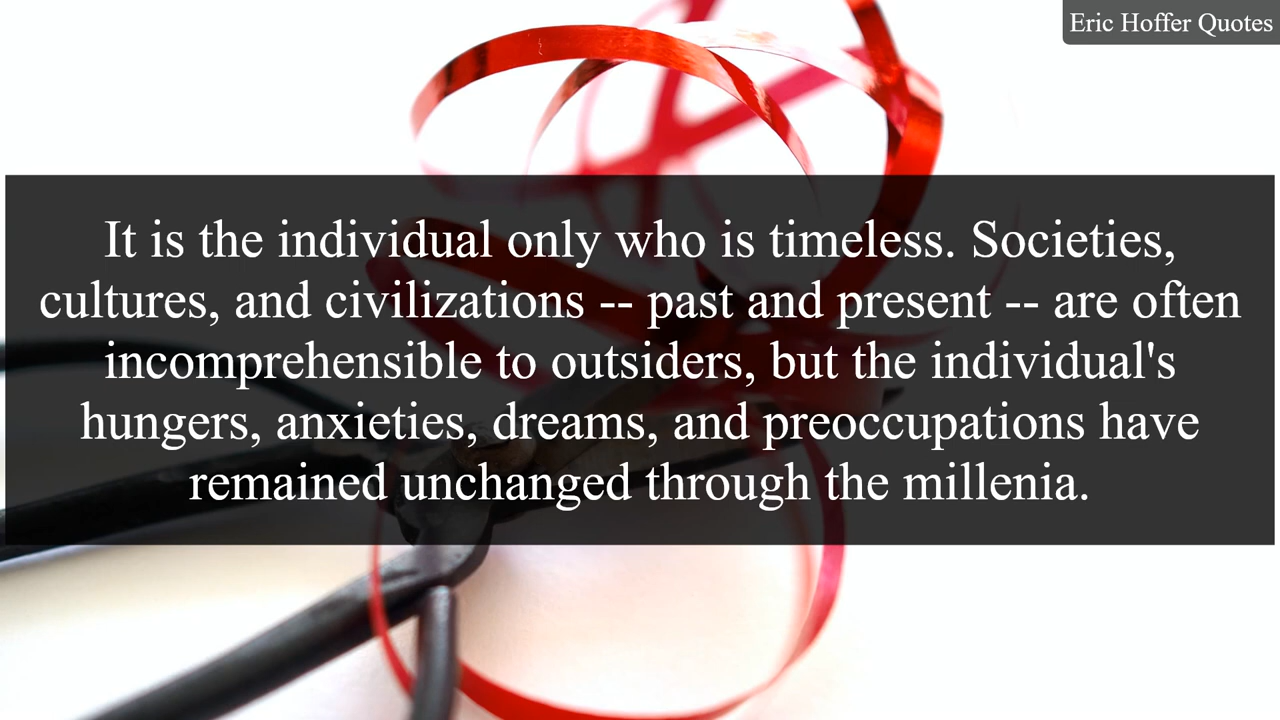 Eric Hoffer Quotes
It is the individual only who is timeless. Societies,
cultures, and civilizations -- past and present -- are often
incomprehensible to outsiders, but the individual's
hungers, anxieties, dreams, and preoccupations have
remained unchanged through the millenia.